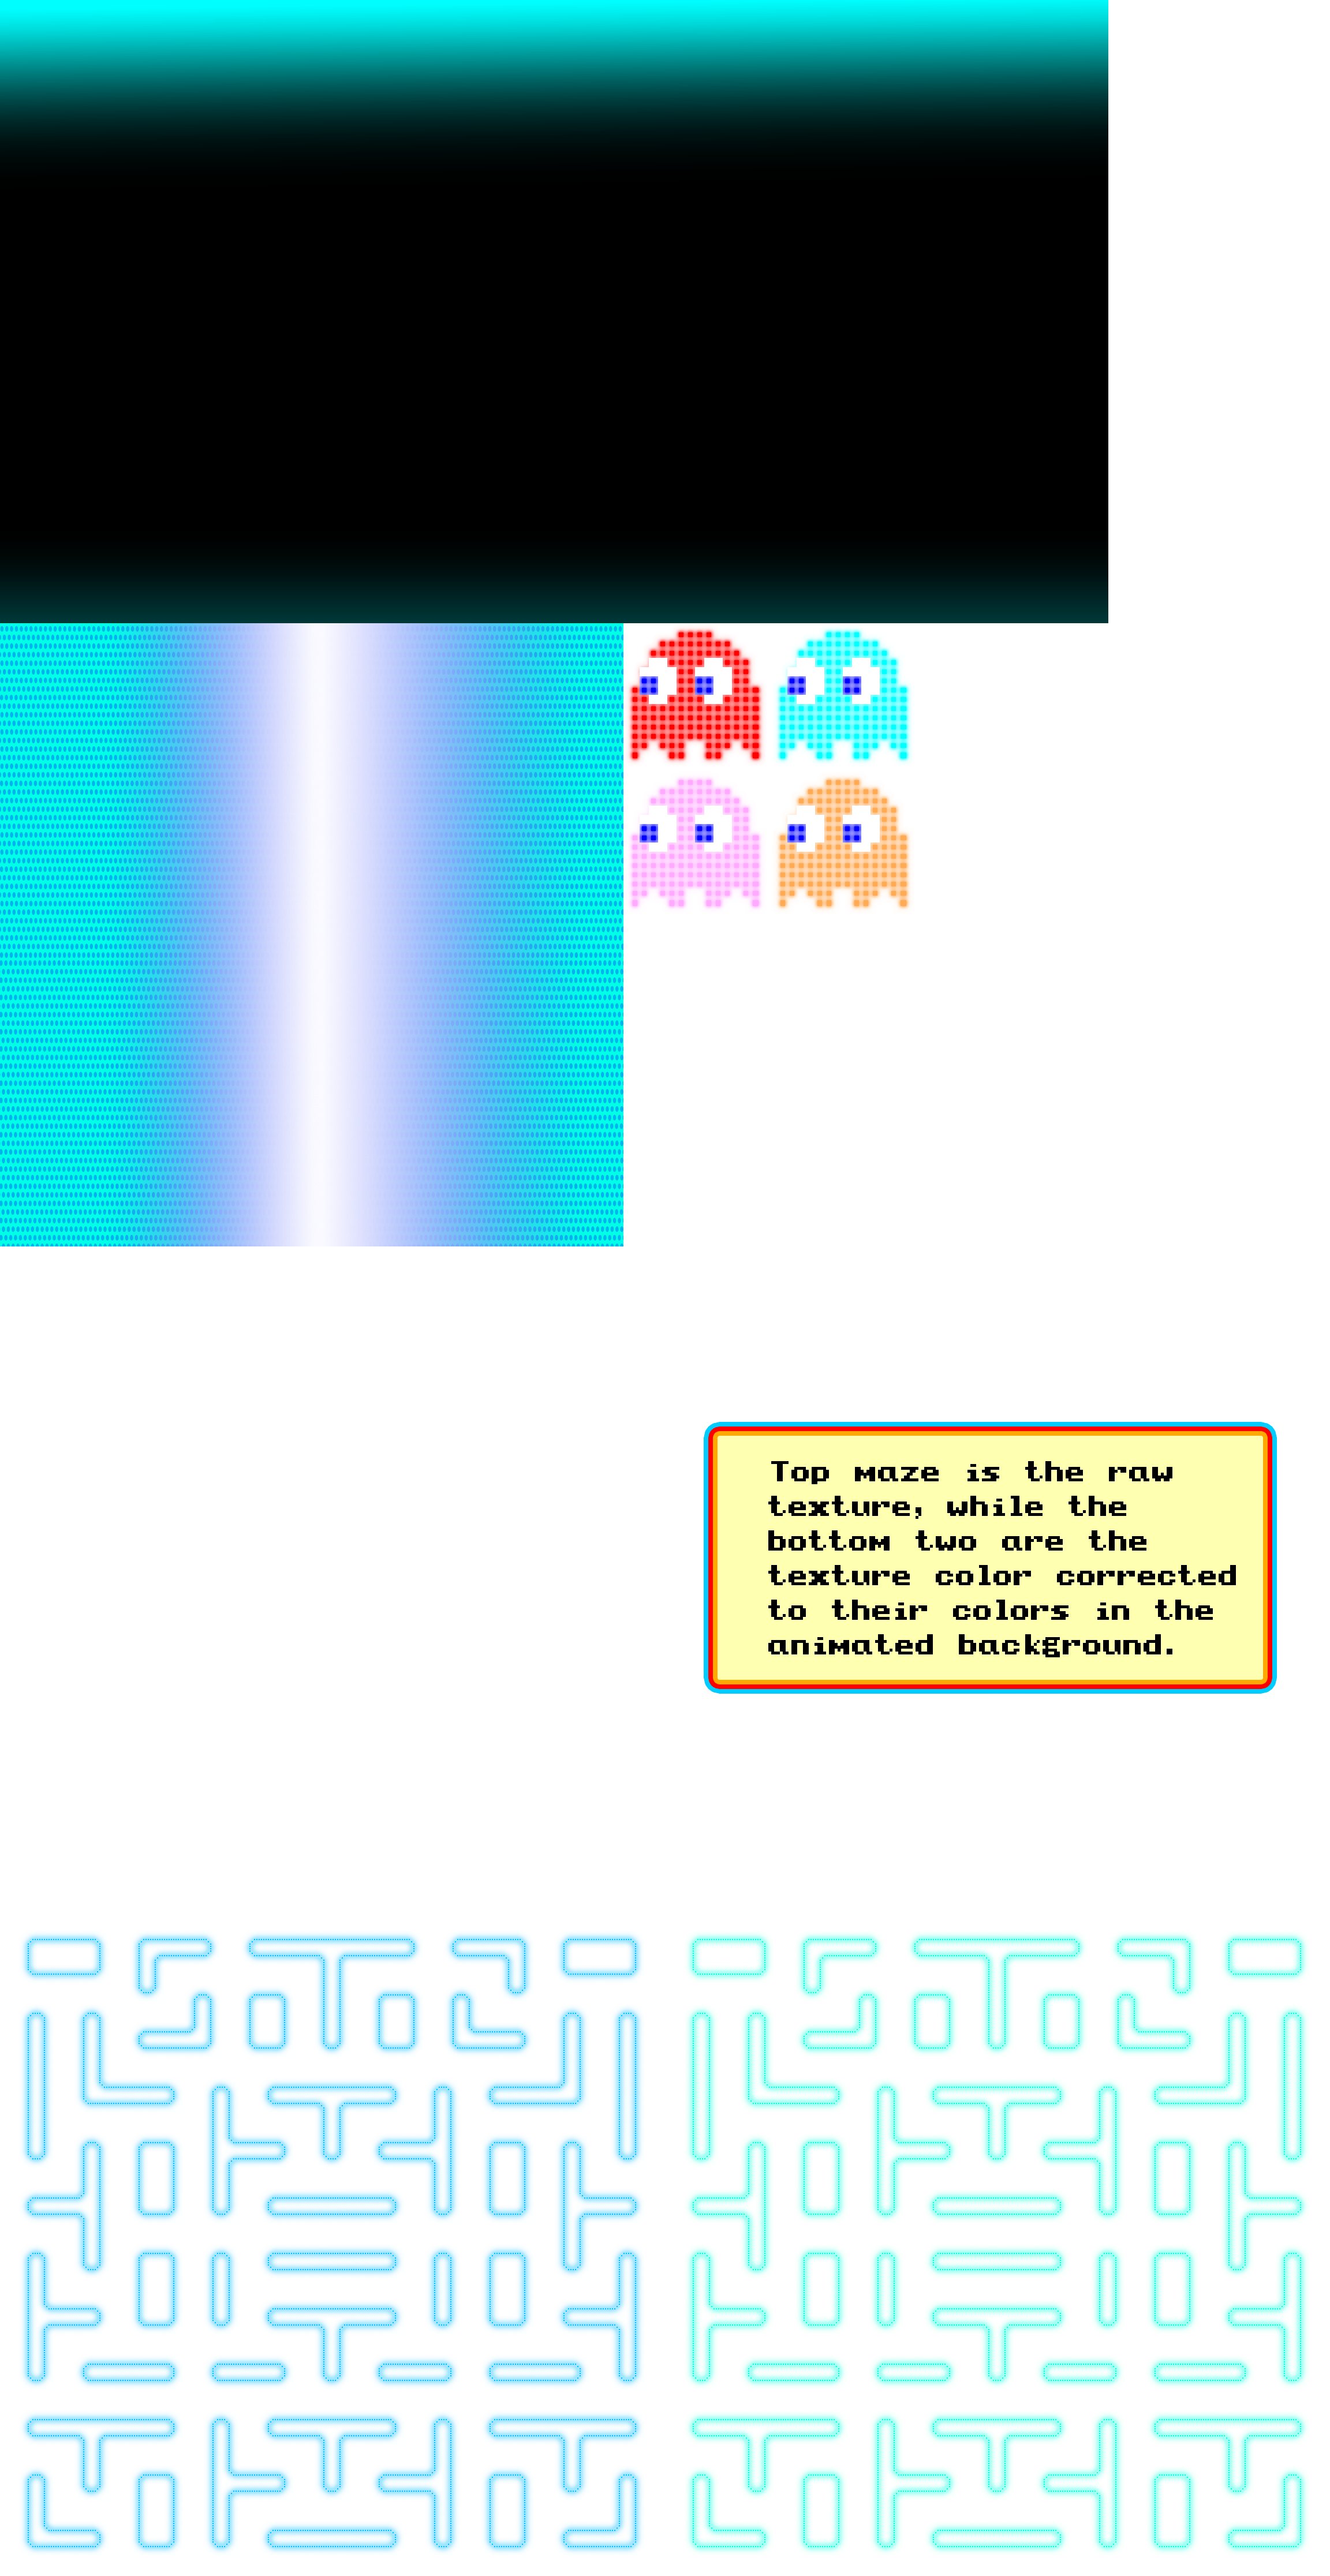 Top maze is the raw
texture, while the
bottom two are the
texture color corrected
to their colors in the
animated background.